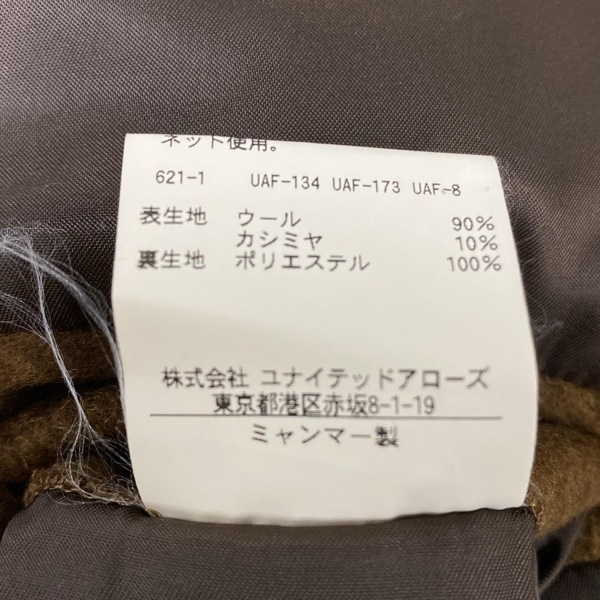 ネット使用。
621-1 UAF-134 UAF-173 UAF-8
表生地 ウール 90%
カシミヤ 10%
裏生地 ポリエステル 100%
株式会社 ユナイテッドアローズ
東京都港区赤坂8-1-19
ミャンマー製